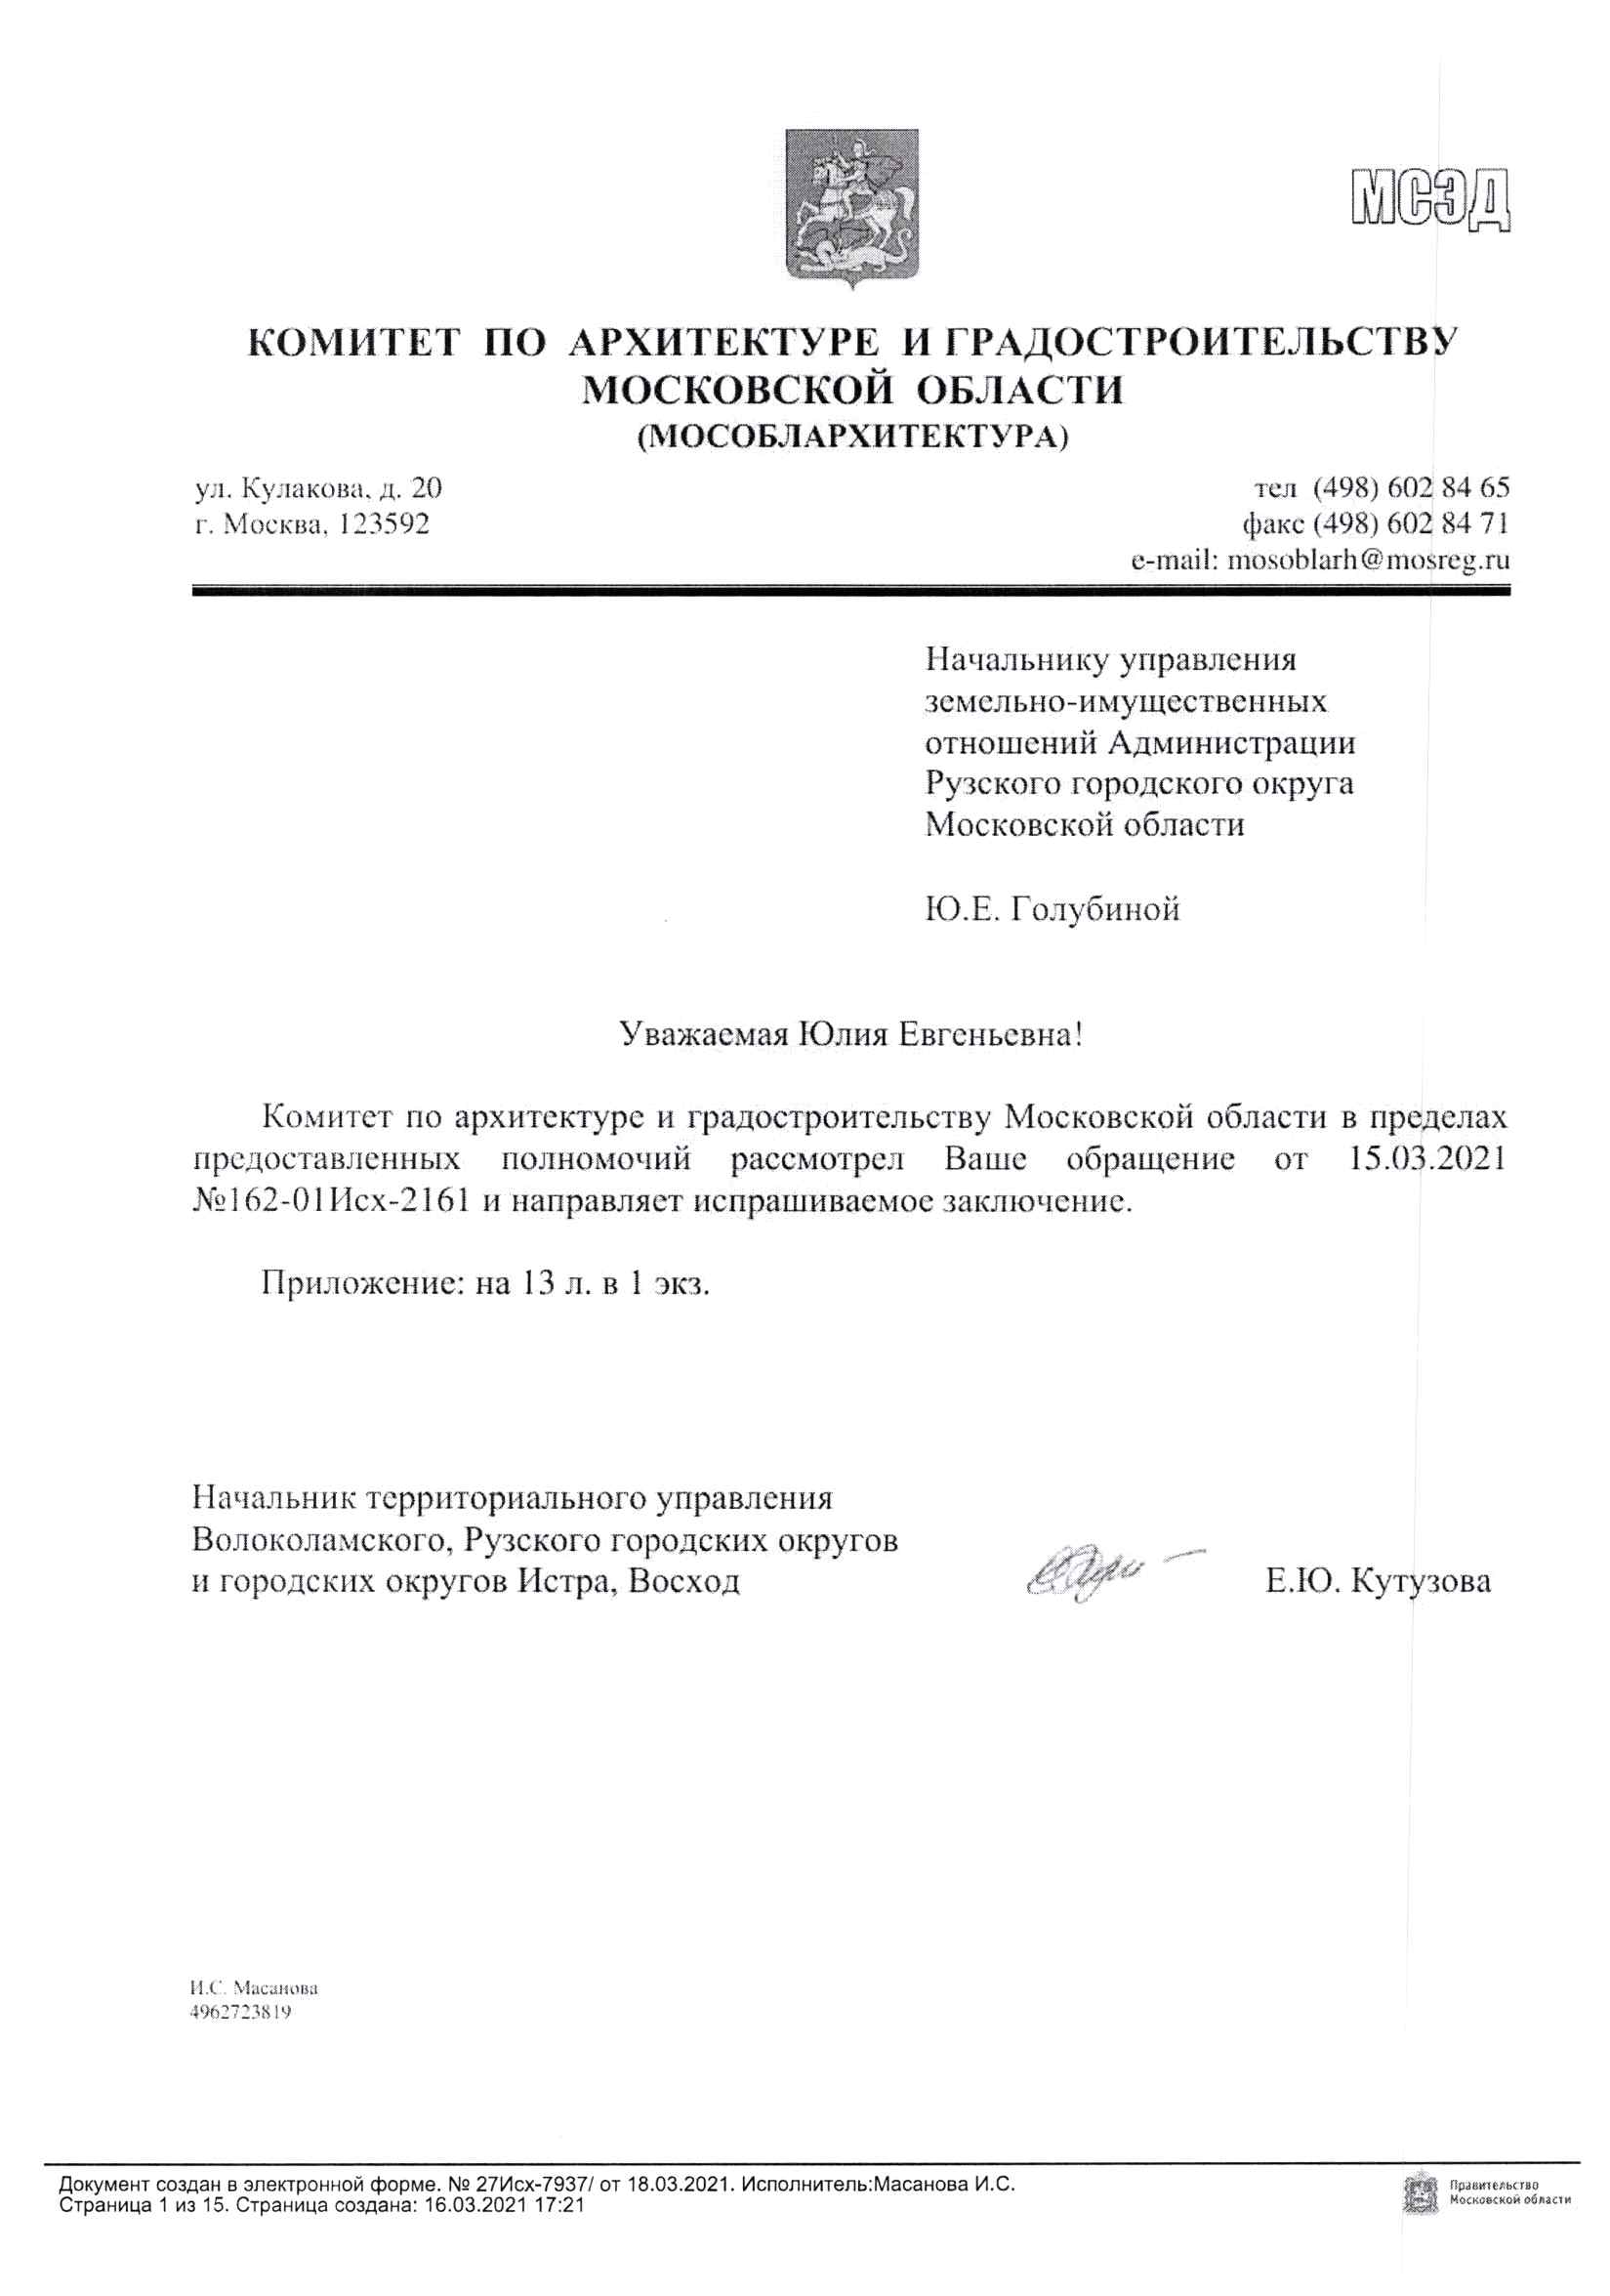 МСЭД
КОМИТЕТ ПО АРХИТЕКТУРЕ И ГРАДОСТРОИТЕЛЬСТВУ
МОСКОВСКОЙ ОБЛАСТИ
(МОСОБЛАРХИТЕКТУРА)
ул. Кулакова, д. 20
г. Москва, 123592
тел (498) 602 84 65
факс (498) 602 84 71
e-mail: mosoblarh@mosreg.ru
Начальнику управления
земельно-имущественных
отношений Администрации
Рузского городского округа
Московской области
Ю.Е. Голубиной
Уважаемая Юлия Евгеньевна!
Комитет по архитектуре и градостроительству Московской области в пределах
предоставленных полномочий рассмотрел Ваше обращение от 15.03.2021
№162-01Исх-2161 и направляет испрашиваемое заключение.
Приложение: на 13 л. в 1 экз.
Начальник территориального управления
Волоколамского, Рузского городских округов
и городских округов Истра, Восход
Е.Ю. Кутузова
И.С. Масанова
4962723819
Документ создан в электронной форме. № 27Исх-7937/ от 18.03.2021. Исполнитель:Масанова И.С.
Страница 1 из 15. Страница создана: 16.03.2021 17:21
Правительство
Московской области